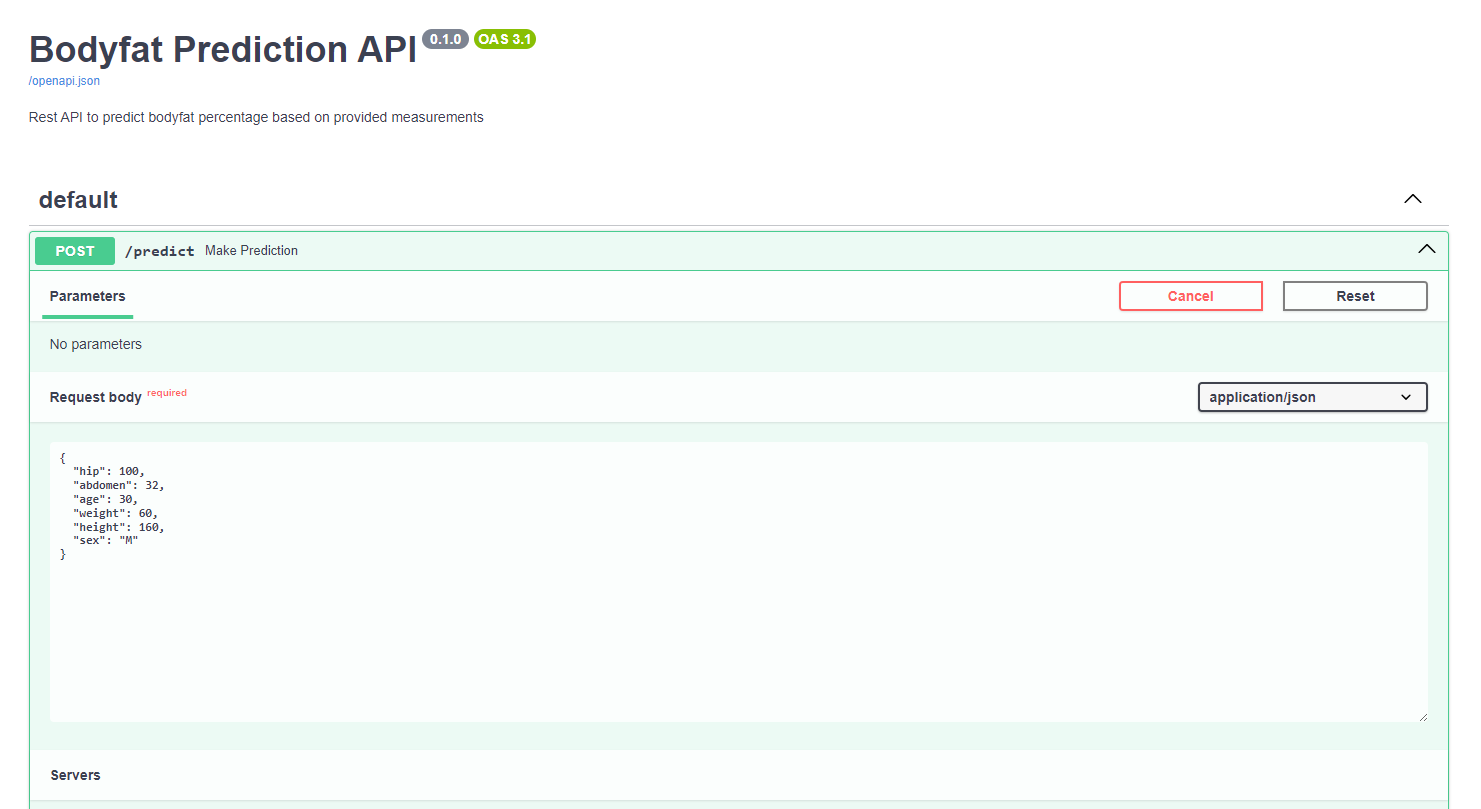 Bodyfat Prediction API 0.1.0 OAS 3.1
/openapi.json
Rest API to predict bodyfat percentage based on provided measurements
default
POST /predict Make Prediction
Parameters Cancel Reset
No parameters
Request body required application/json
{
  "hip": 100,
  "abdomen": 32,
  "age": 30,
  "weight": 60,
  "height": 160,
  "sex": "M"
}
Servers